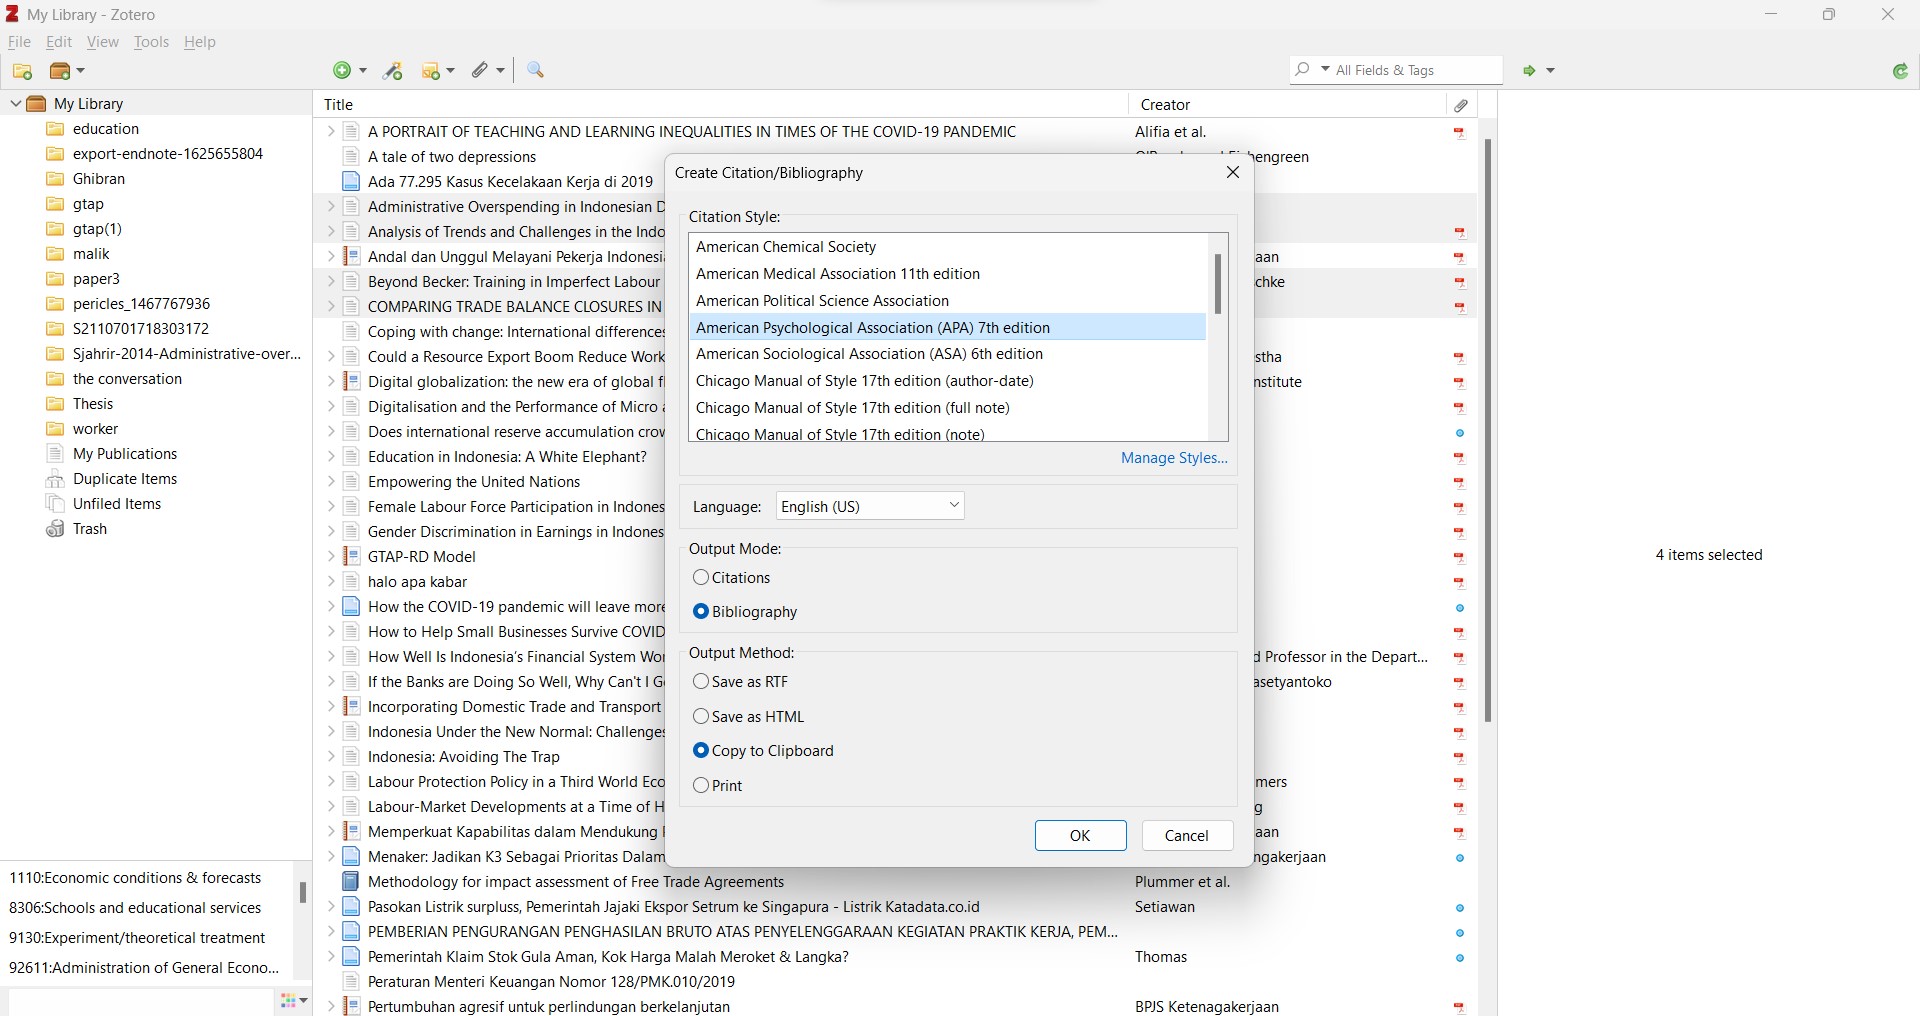 My Library - Zotero
File Edit View Tools Help
All Fields & Tags
My Library
education
export-endnote-1625655804
Ghibran
gtap
gtap(1)
malik
paper3
pericles_1467767936
S2110701718303172
Sjahrir-2014-Administrative-over...
the conversation
Thesis
worker
My Publications
Duplicate Items
Unfiled Items
Trash
1110:Economic conditions & forecasts
8306:Schools and educational services
9130:Experiment/theoretical treatment
92611:Administration of General Econo...
Title Creator
A PORTRAIT OF TEACHING AND LEARNING INEQUALITIES IN TIMES OF THE COVID-19 PANDEMIC Alifia et al.
A tale of two depressions
Ada 77.295 Kasus Kecelakaan Kerja di 2019
Administrative Overspending in Indonesian D
Analysis of Trends and Challenges in the Indo
Andal dan Unggul Melayani Pekerja Indonesi aan
Beyond Becker: Training in Imperfect Labour schke
COMPARING TRADE BALANCE CLOSURES IN
Coping with change: International differences
Could a Resource Export Boom Reduce Work stha
Digital globalization: the new era of global fl nstitute
Digitalisation and the Performance of Micro a
Does international reserve accumulation crow
Education in Indonesia: A White Elephant?
Empowering the United Nations
Female Labour Force Participation in Indones
Gender Discrimination in Earnings in Indones
GTAP-RD Model
halo apa kabar
How the COVID-19 pandemic will leave more
How to Help Small Businesses Survive COVID
How Well Is Indonesia's Financial System Wo d Professor in the Depart...
If the Banks are Doing So Well, Why Can't I G asetyantoko
Incorporating Domestic Trade and Transport
Indonesia Under the New Normal: Challenges
Indonesia: Avoiding The Trap
Labour Protection Policy in a Third World Eco mers
Labour-Market Developments at a Time of H g
Memperkuat Kapabilitas dalam Mendukung aan
Menaker: Jadikan K3 Sebagai Prioritas Dalam ngakerjaan
Methodology for impact assessment of Free Trade Agreements Plummer et al.
Pasokan Listrik surpluss, Pemerintah Jajaki Ekspor Setrum ke Singapura - Listrik Katadata.co.id Setiawan
PEMBERIAN PENGURANGAN PENGHASILAN BRUTO ATAS PENYELENGGARAAN KEGIATAN PRAKTIK KERJA, PEM...
Pemerintah Klaim Stok Gula Aman, Kok Harga Malah Meroket & Langka? Thomas
Peraturan Menteri Keuangan Nomor 128/PMK.010/2019
Pertumbuhan agresif untuk perlindungan berkelanjutan BPJS Ketenagakerjaan
Create Citation/Bibliography
Citation Style:
American Chemical Society
American Medical Association 11th edition
American Political Science Association
American Psychological Association (APA) 7th edition
American Sociological Association (ASA) 6th edition
Chicago Manual of Style 17th edition (author-date)
Chicago Manual of Style 17th edition (full note)
Chicago Manual of Style 17th edition (note)
Manage Styles...
Language: English (US)
Output Mode:
Citations
Bibliography
Output Method:
Save as RTF
Save as HTML
Copy to Clipboard
Print
OK Cancel
4 items selected